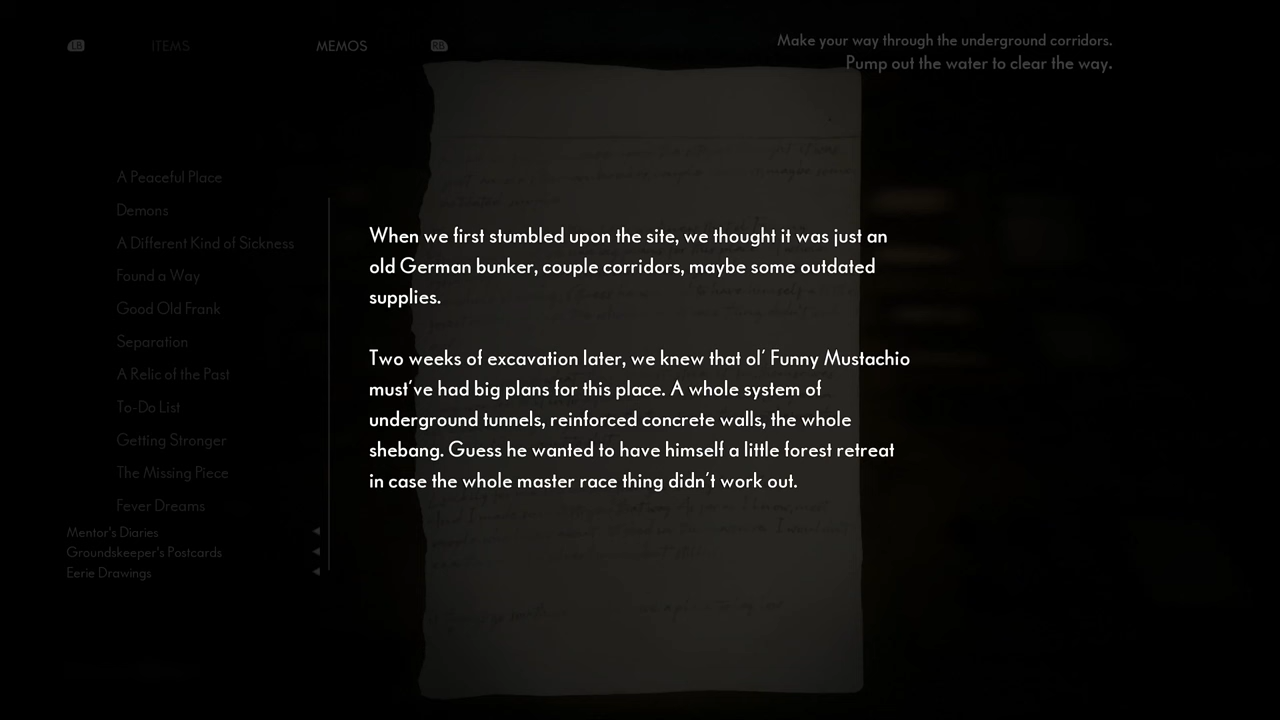 LB
ITEMS
MEMOS
RB
Make your way through the underground corridors.
Pump out the water to clear the way.
A Peaceful Place
Demons
A Different Kind of Sickness
Found a Way
Good Old Frank
Separation
A Relic of the Past
To-Do List
Getting Stronger
The Missing Piece
Fever Dreams
Mentor's Diaries
Groundskeeper's Postcards
Eerie Drawings
When we first stumbled upon the site, we thought it was just an
old German bunker, couple corridors, maybe some outdated
supplies.
Two weeks of excavation later, we knew that ol' Funny Mustachio
must've had big plans for this place. A whole system of
underground tunnels, reinforced concrete walls, the whole
shebang. Guess he wanted to have himself a little forest retreat
in case the whole master race thing didn't work out.